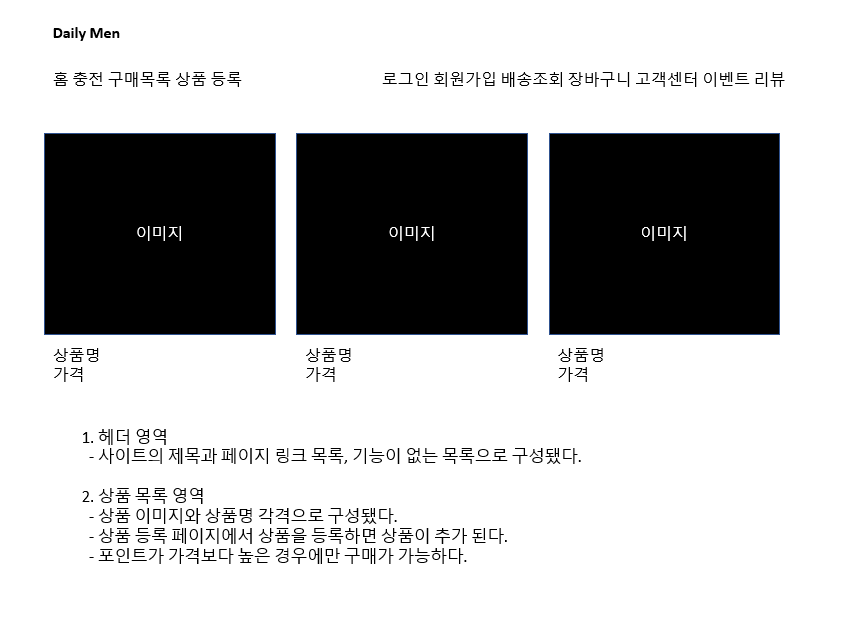 Daily Men
홈 충전 구매목록 상품 등록
로그인 회원가입 배송조회 장바구니 고객센터 이벤트 리뷰
이미지
이미지
이미지
상품명
가격
상품명
가격
상품명
가격
1. 헤더 영역
- 사이트의 제목과 페이지 링크 목록, 기능이 없는 목록으로 구성됐다.
2. 상품 목록 영역
- 상품 이미지와 상품명 각격으로 구성됐다.
- 상품 등록 페이지에서 상품을 등록하면 상품이 추가 된다.
- 포인트가 가격보다 높은 경우에만 구매가 가능하다.